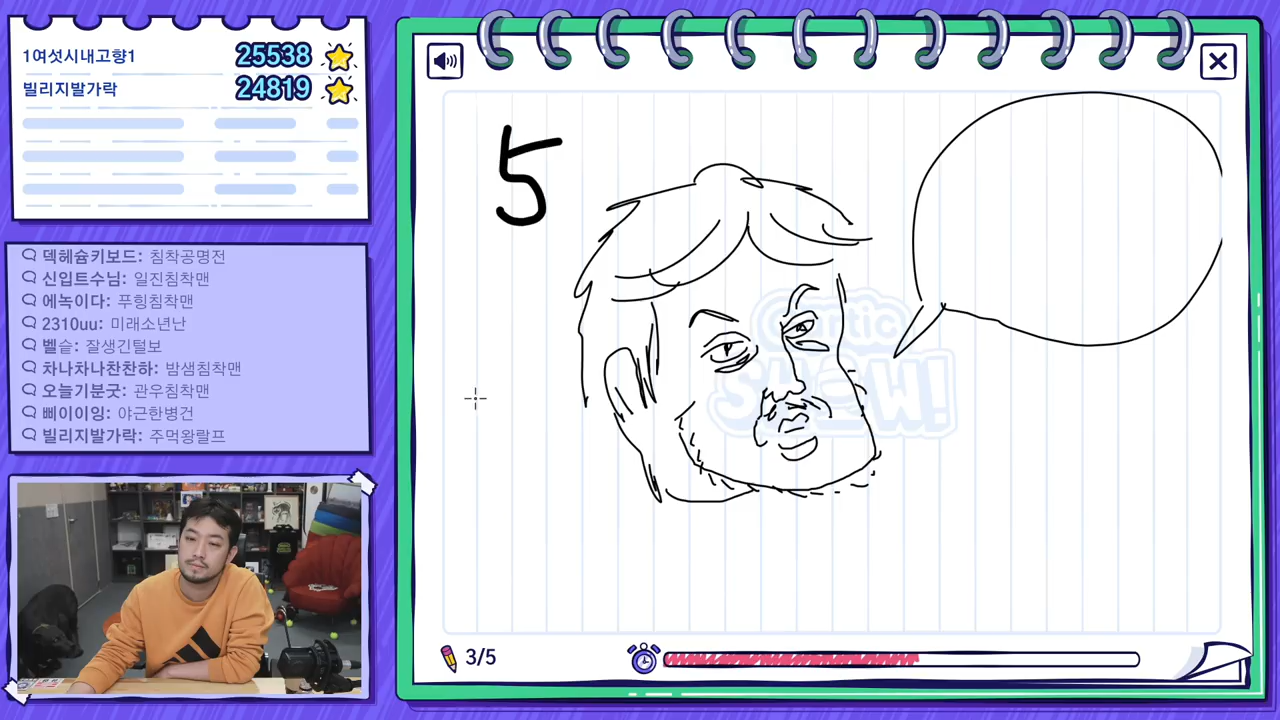 1여섯시내고향1 25538
빌리지발가락 24819
덱헤슘키보드: 침착공명전
신입트수님: 일진침착맨
에녹이다: 푸힝침착맨
2310uu: 미래소년난
벨슽: 잘생긴털보
차나차나찬찬하: 밤샘침착맨
오늘기분굿: 관우침착맨
삐이이잉: 야근한병건
빌리지발가락: 주먹왕랄프
5
artic
SHOW!
3/5